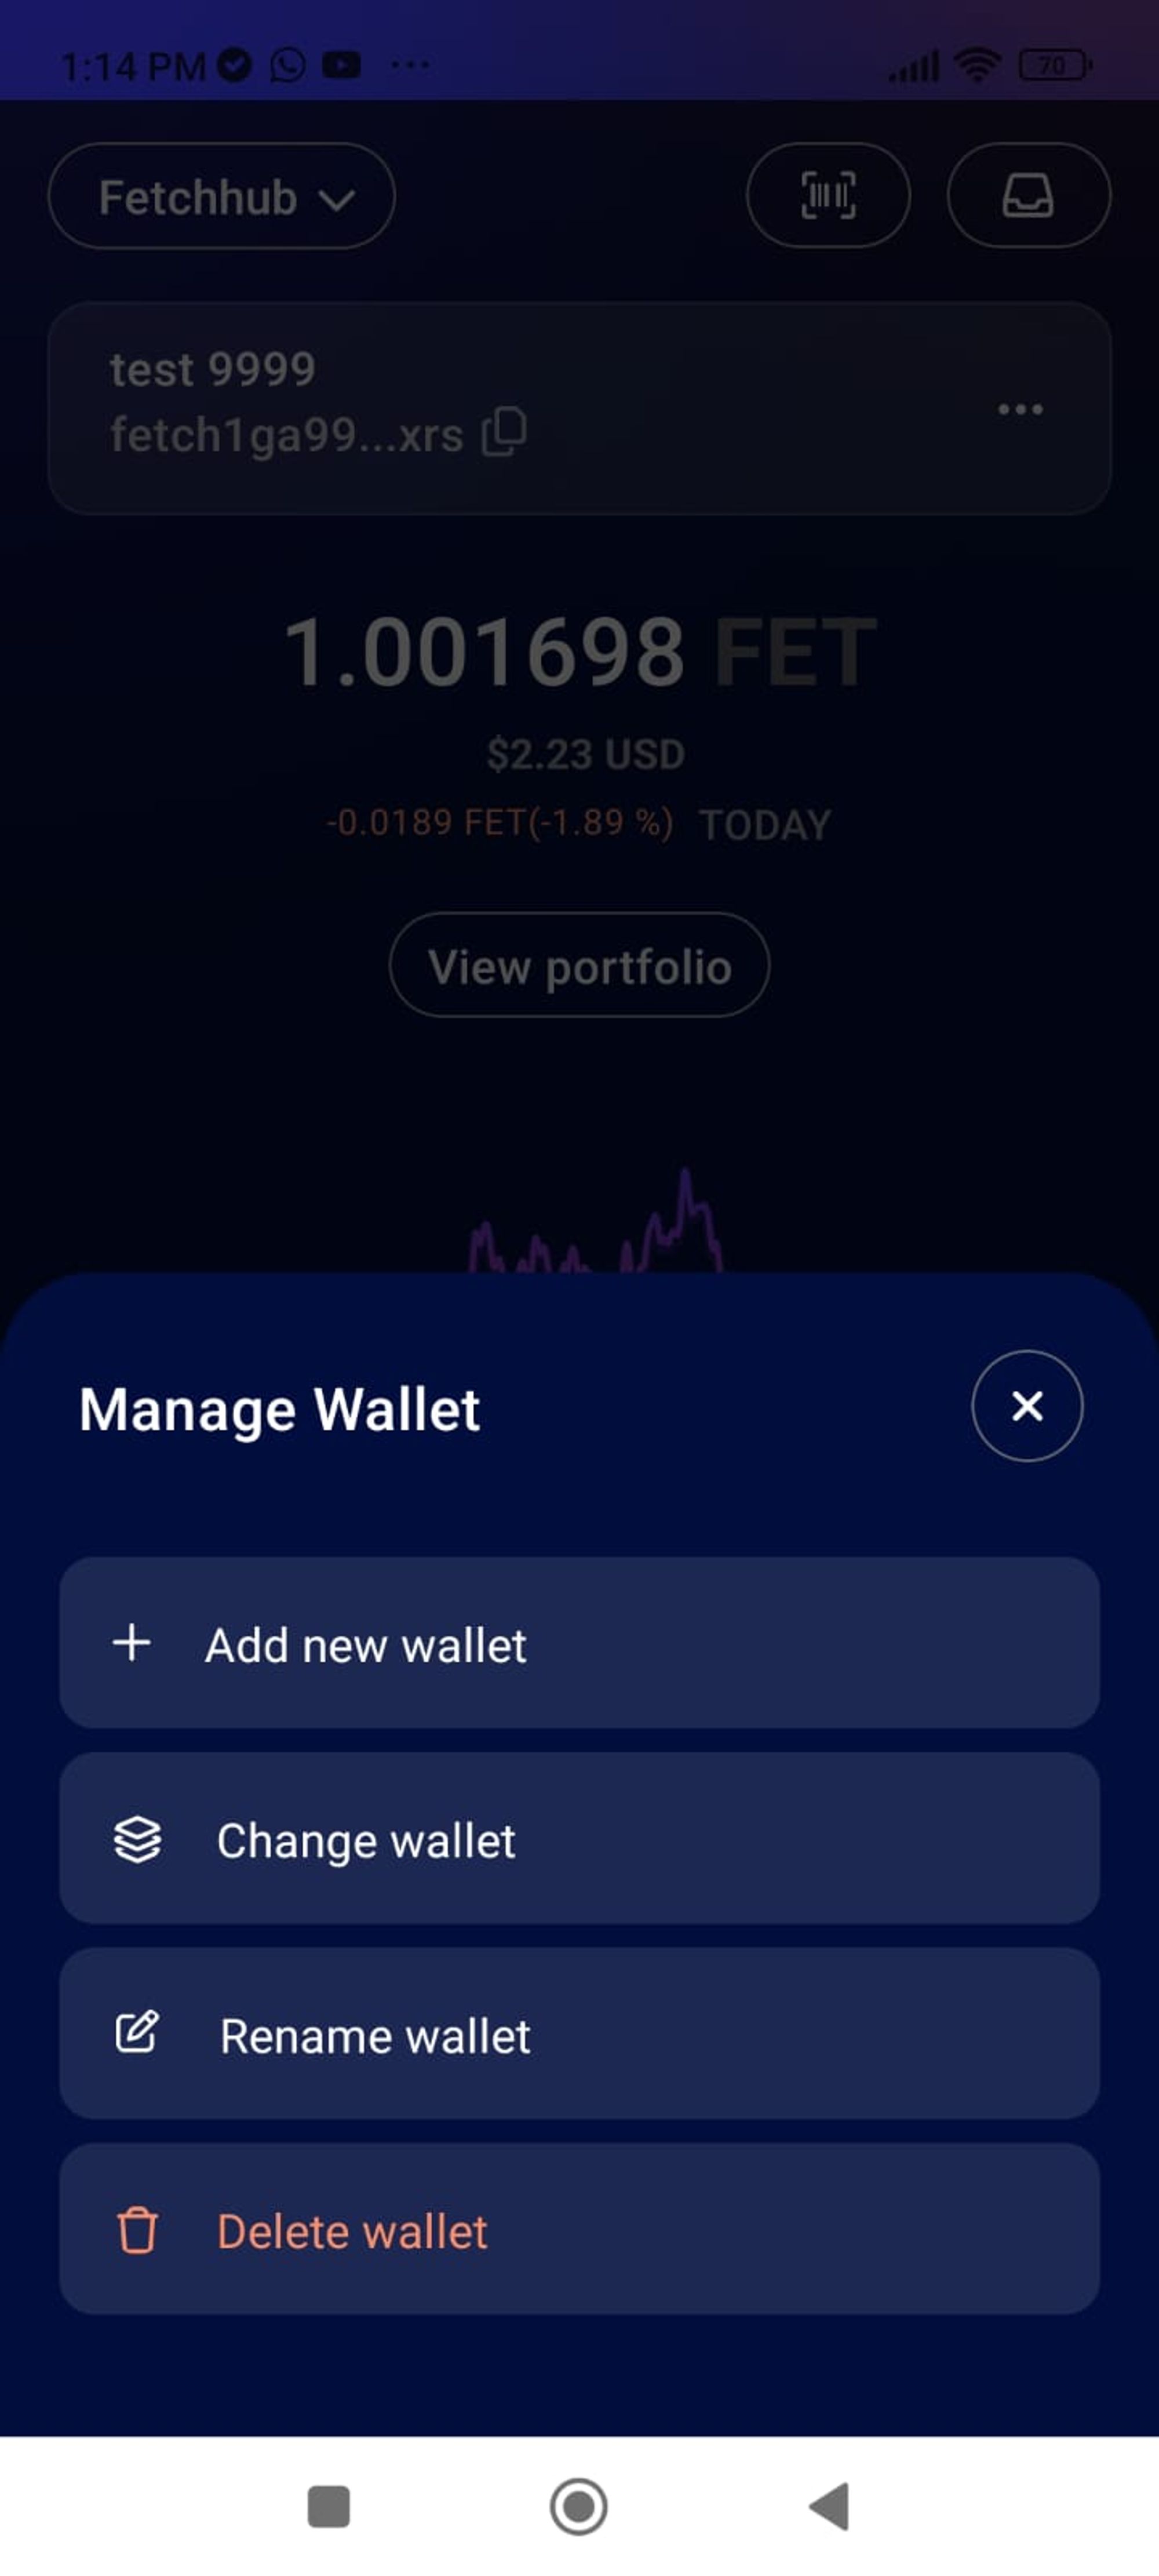 1:14 PM
70
Fetchhub
test 9999
fetch1ga99...xrs
1.001698 FET
$2.23 USD
-0.0189 FET(-1.89 %) TODAY
View portfolio
Manage Wallet
Add new wallet
Change wallet
Rename wallet
Delete wallet